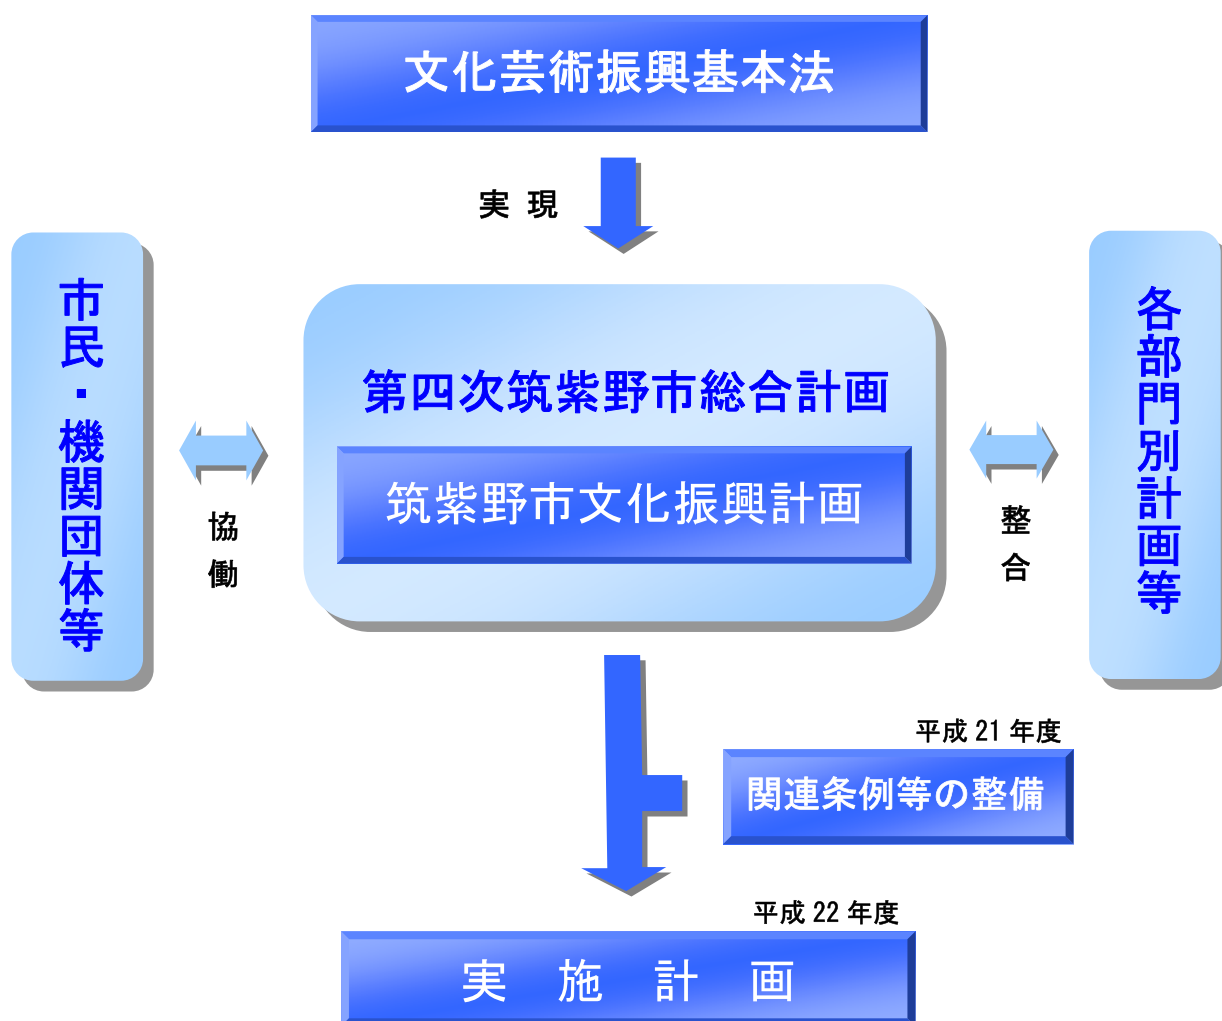 文化芸術振興基本法
実現
市民・機関団体等
協働
第四次筑紫野市総合計画
筑紫野市文化振興計画
整合
各部門別計画等
平成 21 年度
関連条例等の整備
平成 22 年度
実施計画